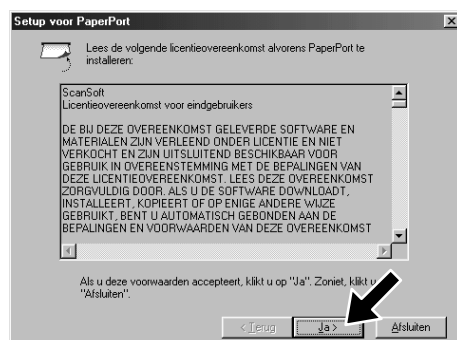 Setup voor PaperPort
Lees de volgende licentieovereenkomst alvorens PaperPort te
installeren:
ScanSoft
Licentieovereenkomst voor eindgebruikers
DE BIJ DEZE OVEREENKOMST GELEVERDE SOFTWARE EN
MATERIALEN ZIJN VERLEEND ONDER LICENTIE EN NIET
VERKOCHT EN ZIJN UITSLUITEND BESCHIKBAAR VOOR
GEBRUIK IN OVEREENSTEMMING MET DE BEPALINGEN VAN
DEZE LICENTIEOVEREENKOMST. LEES DEZE OVEREENKOMST
ZORGVULDIG DOOR. ALS U DE SOFTWARE DOWNLOADT,
INSTALLEERT, KOPIEERT OF OP ENIGE ANDERE WIJZE
GEBRUIKT, BENT U AUTOMATISCH GEBONDEN AAN DE
BEPALINGEN EN VOORWAARDEN VAN DEZE OVEREENKOMST
Als u deze voorwaarden accepteert, klikt u op "Ja". Zoniet, klikt u
"Afsluiten".
< Terug
Ja >
Afsluiten